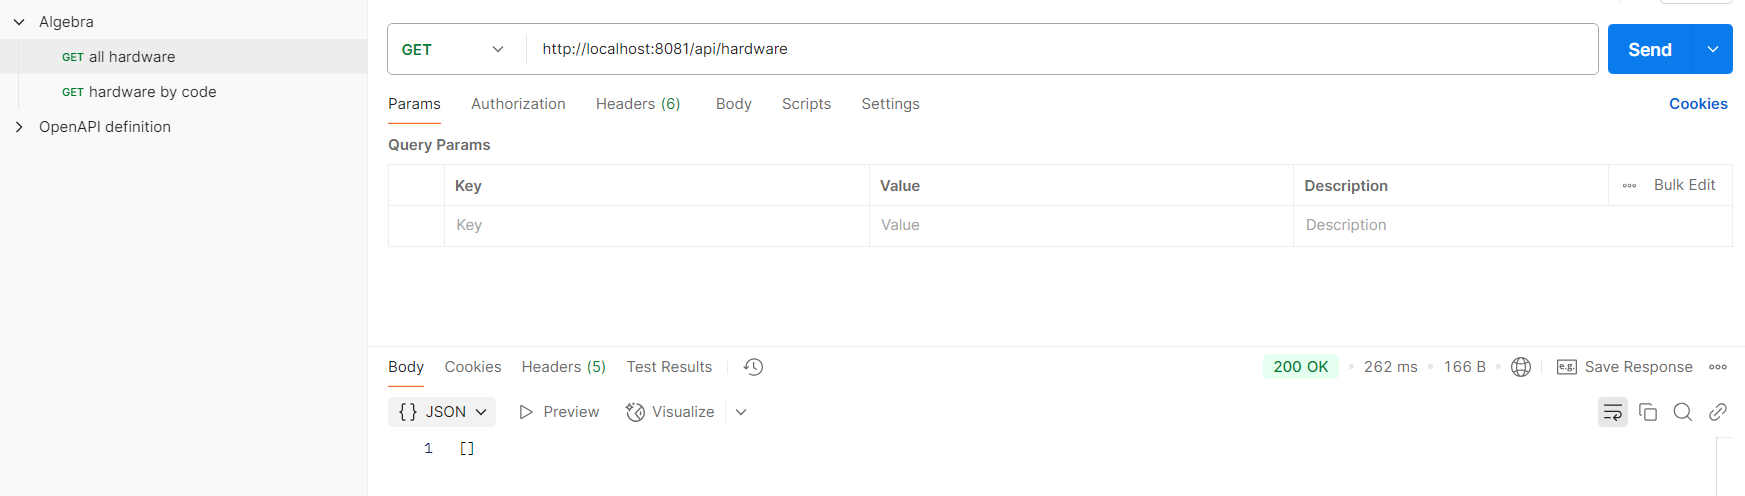 Algebra
GET all hardware
GET hardware by code
OpenAPI definition
GET http://localhost:8081/api/hardware Send
Params Authorization Headers (6) Body Scripts Settings Cookies
Query Params
Key Value Description Bulk Edit
Key Value Description
Body Cookies Headers (5) Test Results 200 OK 262 ms 166 B e.g. Save Response
{} JSON Preview Visualize
1 []